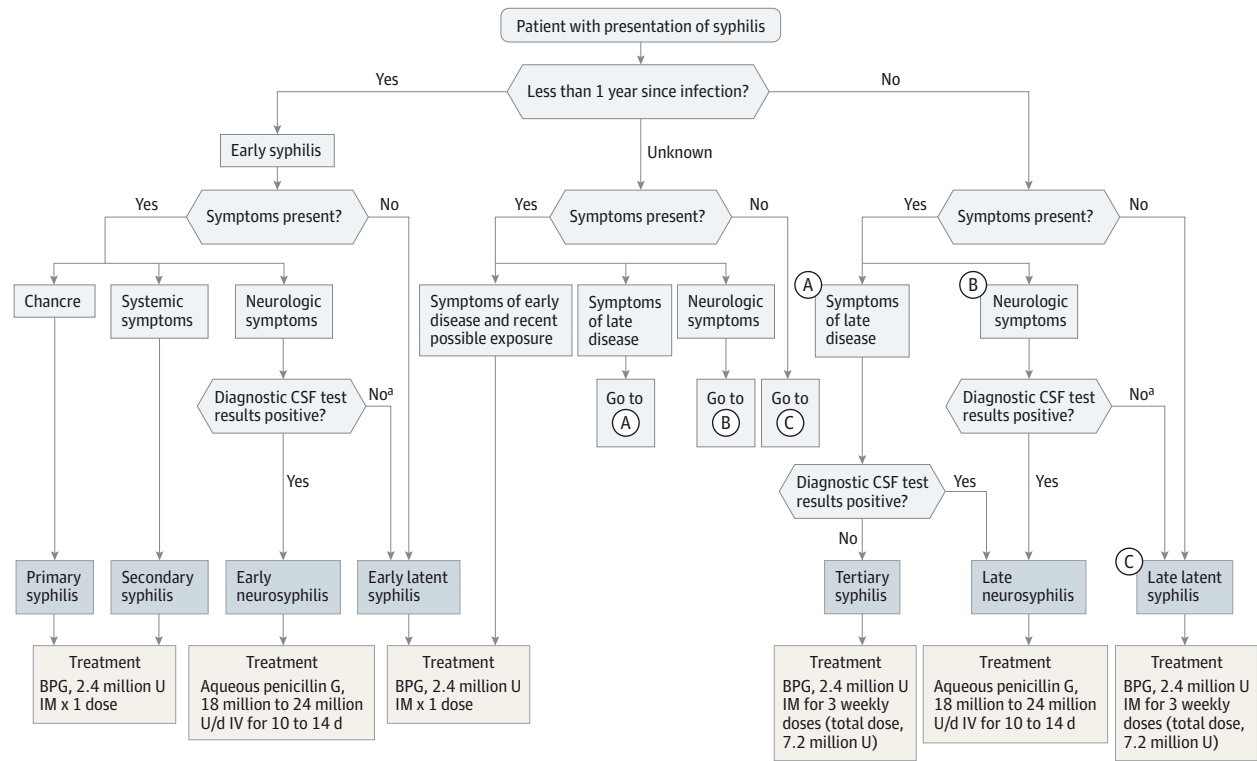 Patient with presentation of syphilis
Less than 1 year since infection?
Yes
No
Unknown
Early syphilis
Symptoms present?
Yes
No
Symptoms present?
Yes
No
Symptoms present?
Yes
No
Chancre
Systemic
symptoms
Neurologic
symptoms
Symptoms of early
disease and recent
possible exposure
Symptoms
of late
disease
Neurologic
symptoms
A
Symptoms
of late
disease
B
Neurologic
symptoms
Diagnostic CSF test
results positive?
Noᵃ
Yes
Go to
A
Go to
B
Go to
C
Diagnostic CSF test
results positive?
Noᵃ
Yes
Diagnostic CSF test
results positive?
Yes
No
Primary
syphilis
Secondary
syphilis
Early
neurosyphilis
Early latent
syphilis
Tertiary
syphilis
Late
neurosyphilis
C
Late latent
syphilis
Treatment
BPG, 2.4 million U
IM x 1 dose
Treatment
Aqueous penicillin G,
18 million to 24 million
U/d IV for 10 to 14 d
Treatment
BPG, 2.4 million U
IM x 1 dose
Treatment
BPG, 2.4 million U
IM for 3 weekly
doses (total dose,
7.2 million U)
Treatment
Aqueous penicillin G,
18 million to 24 million
U/d IV for 10 to 14 d
Treatment
BPG, 2.4 million U
IM for 3 weekly
doses (total dose,
7.2 million U)